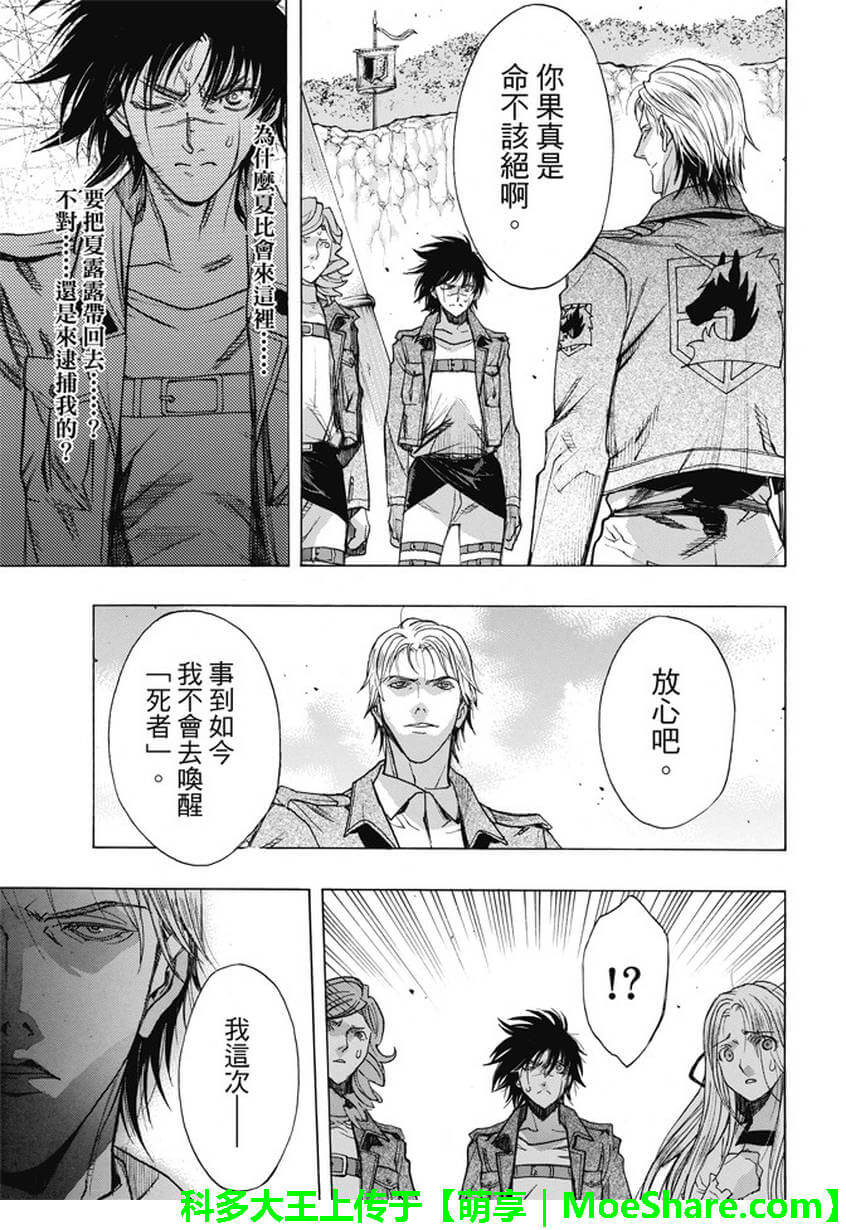 你果真是
命不該絕啊。
為什麼夏比會來這裡……
要把夏露露帶回去……？
不對……還是來逮捕我的？
放心吧。
事到如今
我不會去喚醒
「死者」。
!?
我這次──
科多大王上传于【萌享｜MoeShare.com】